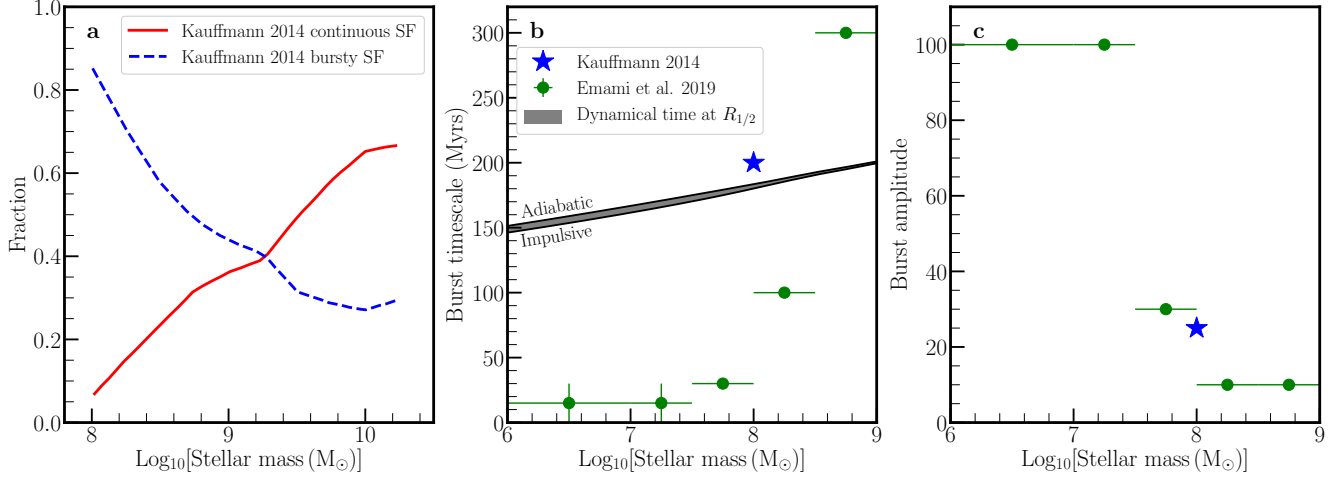 a
Kauffmann 2014 continuous SF
Kauffmann 2014 bursty SF
Fraction
1.0
0.8
0.6
0.4
0.2
0.0
8 9 10
Log₁₀[Stellar mass (M☉)]
b
Kauffmann 2014
Emami et al. 2019
Dynamical time at R₁/₂
Adiabatic
Impulsive
Burst timescale (Myrs)
300
250
200
150
100
50
0
6 7 8 9
Log₁₀[Stellar mass (M☉)]
c
Burst amplitude
100
80
60
40
20
0
6 7 8 9
Log₁₀[Stellar mass (M☉)]